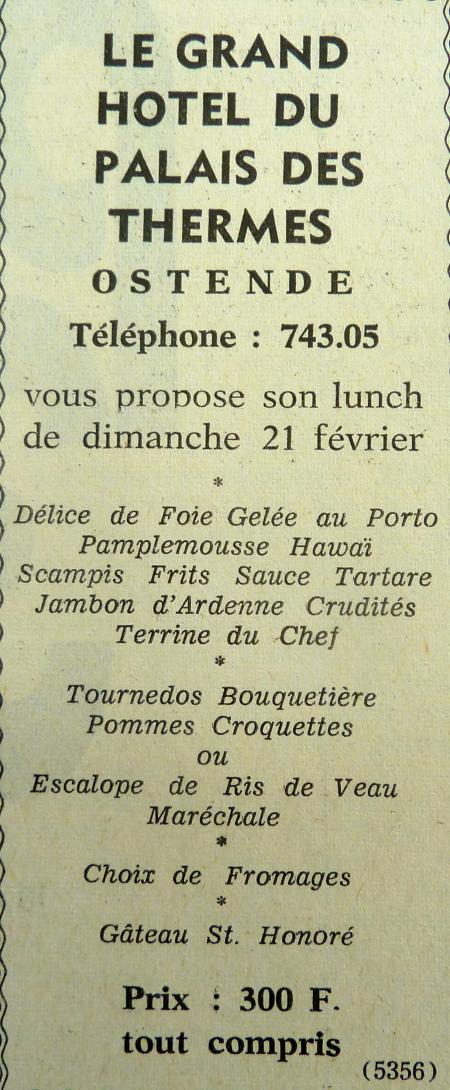 LE GRAND
HOTEL DU
PALAIS DES
THERMES
OSTENDE
Téléphone : 743.05
vous propose son lunch
de dimanche 21 février
*
Délice de Foie Gelée au Porto
Pamplemousse Hawaï
Scampis Frits Sauce Tartare
Jambon d'Ardenne Crudités
Terrine du Chef
*
Tournedos Bouquetière
Pommes Croquettes
ou
Escalope de Ris de Veau
Maréchale
*
Choix de Fromages
*
Gâteau St. Honoré
Prix : 300 F.
tout compris
(5356)